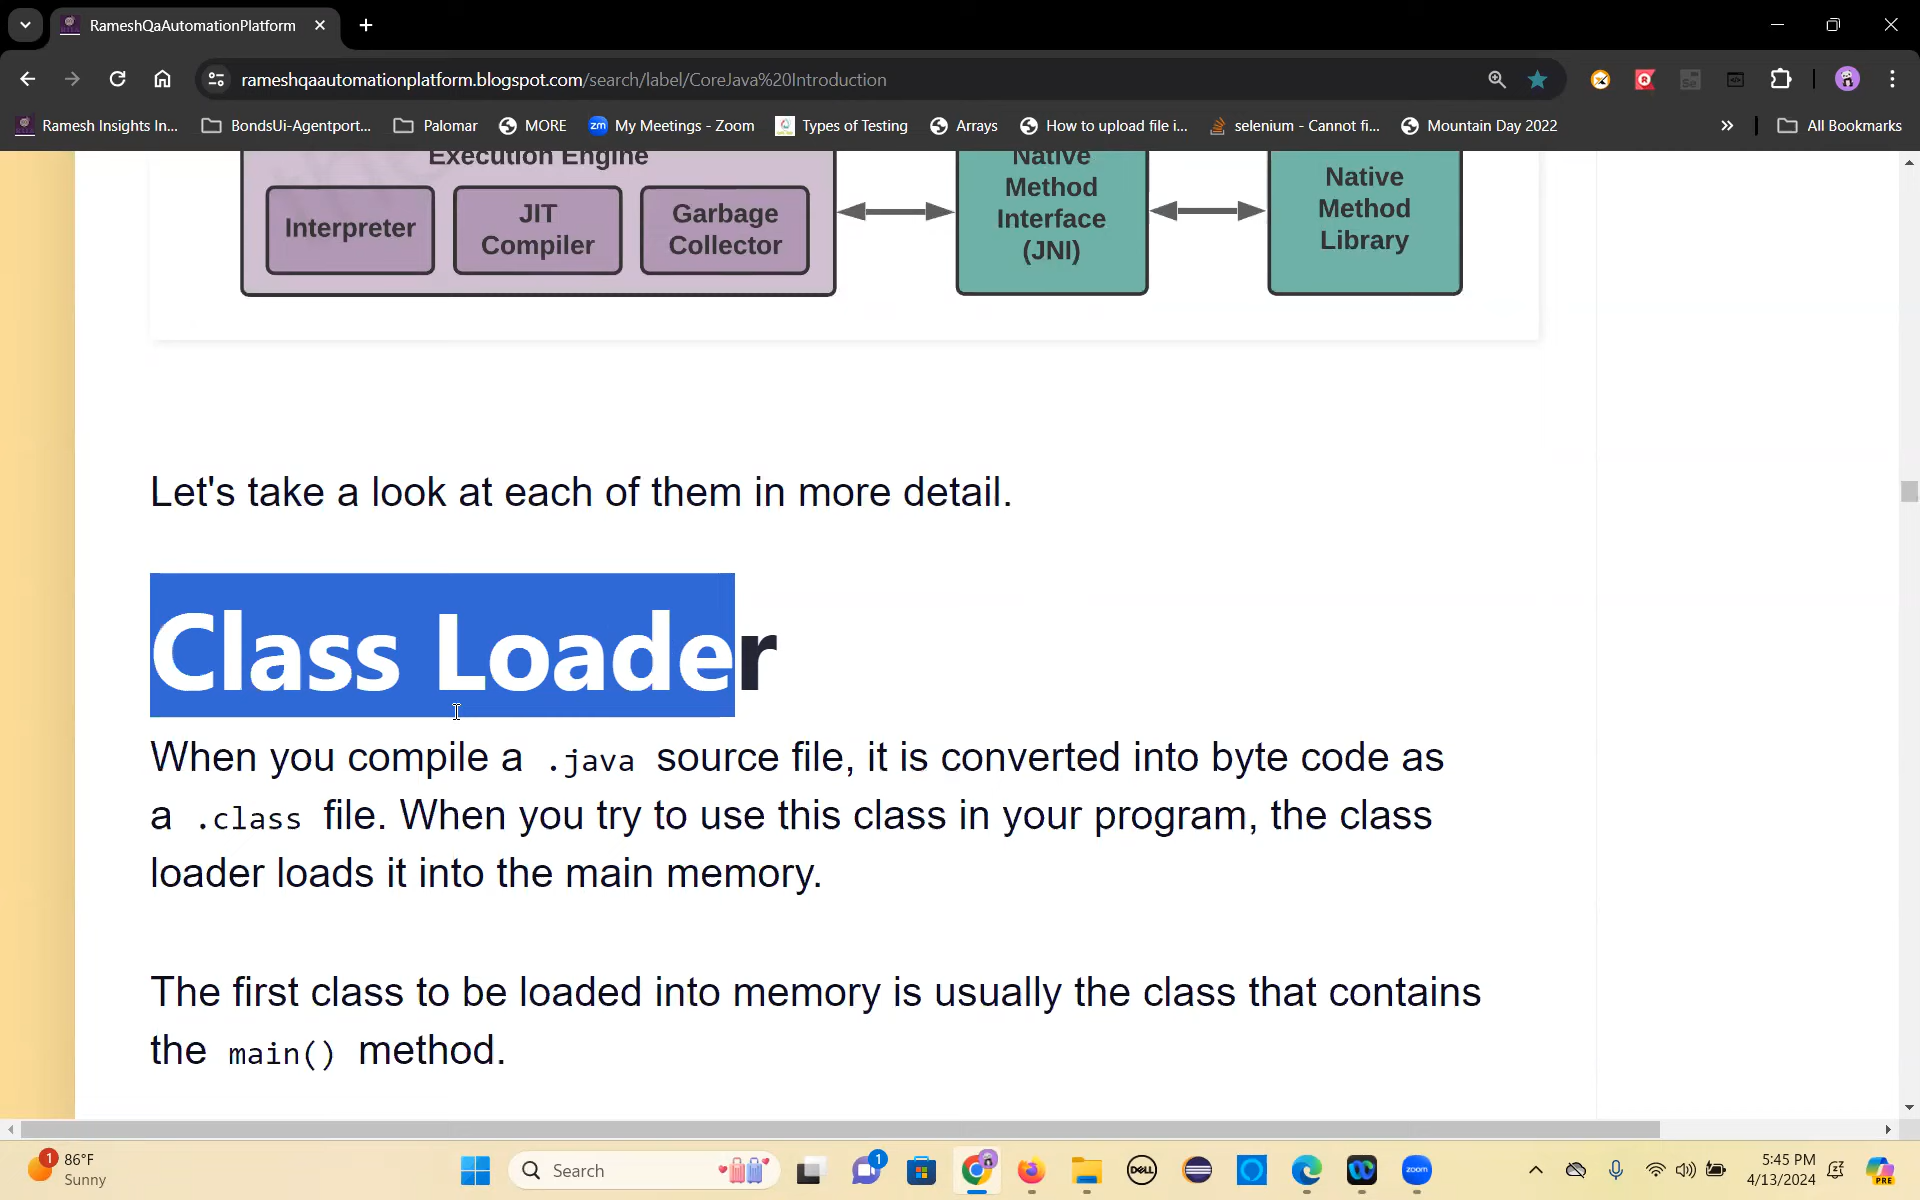 RameshQaAutomationPlatform
rameshqaautomationplatform.blogspot.com/search/label/CoreJava%20Introduction
Ramesh Insights In...
BondsUi-Agentport...
Palomar
MORE
zm
My Meetings - Zoom
Types of Testing
Arrays
How to upload file i...
selenium - Cannot fi...
Mountain Day 2022
All Bookmarks
Execution Engine
Interpreter
JIT
Compiler
Garbage
Collector
Native
Method
Interface
(JNI)
Native
Method
Library
Let's take a look at each of them in more detail.
Class Loader
When you compile a .java source file, it is converted into byte code as
a .class file. When you try to use this class in your program, the class
loader loads it into the main memory.
The first class to be loaded into memory is usually the class that contains
the main() method.
1
86°F
Sunny
Search
1
DELL
zoom
5:45 PM
4/13/2024
PRE